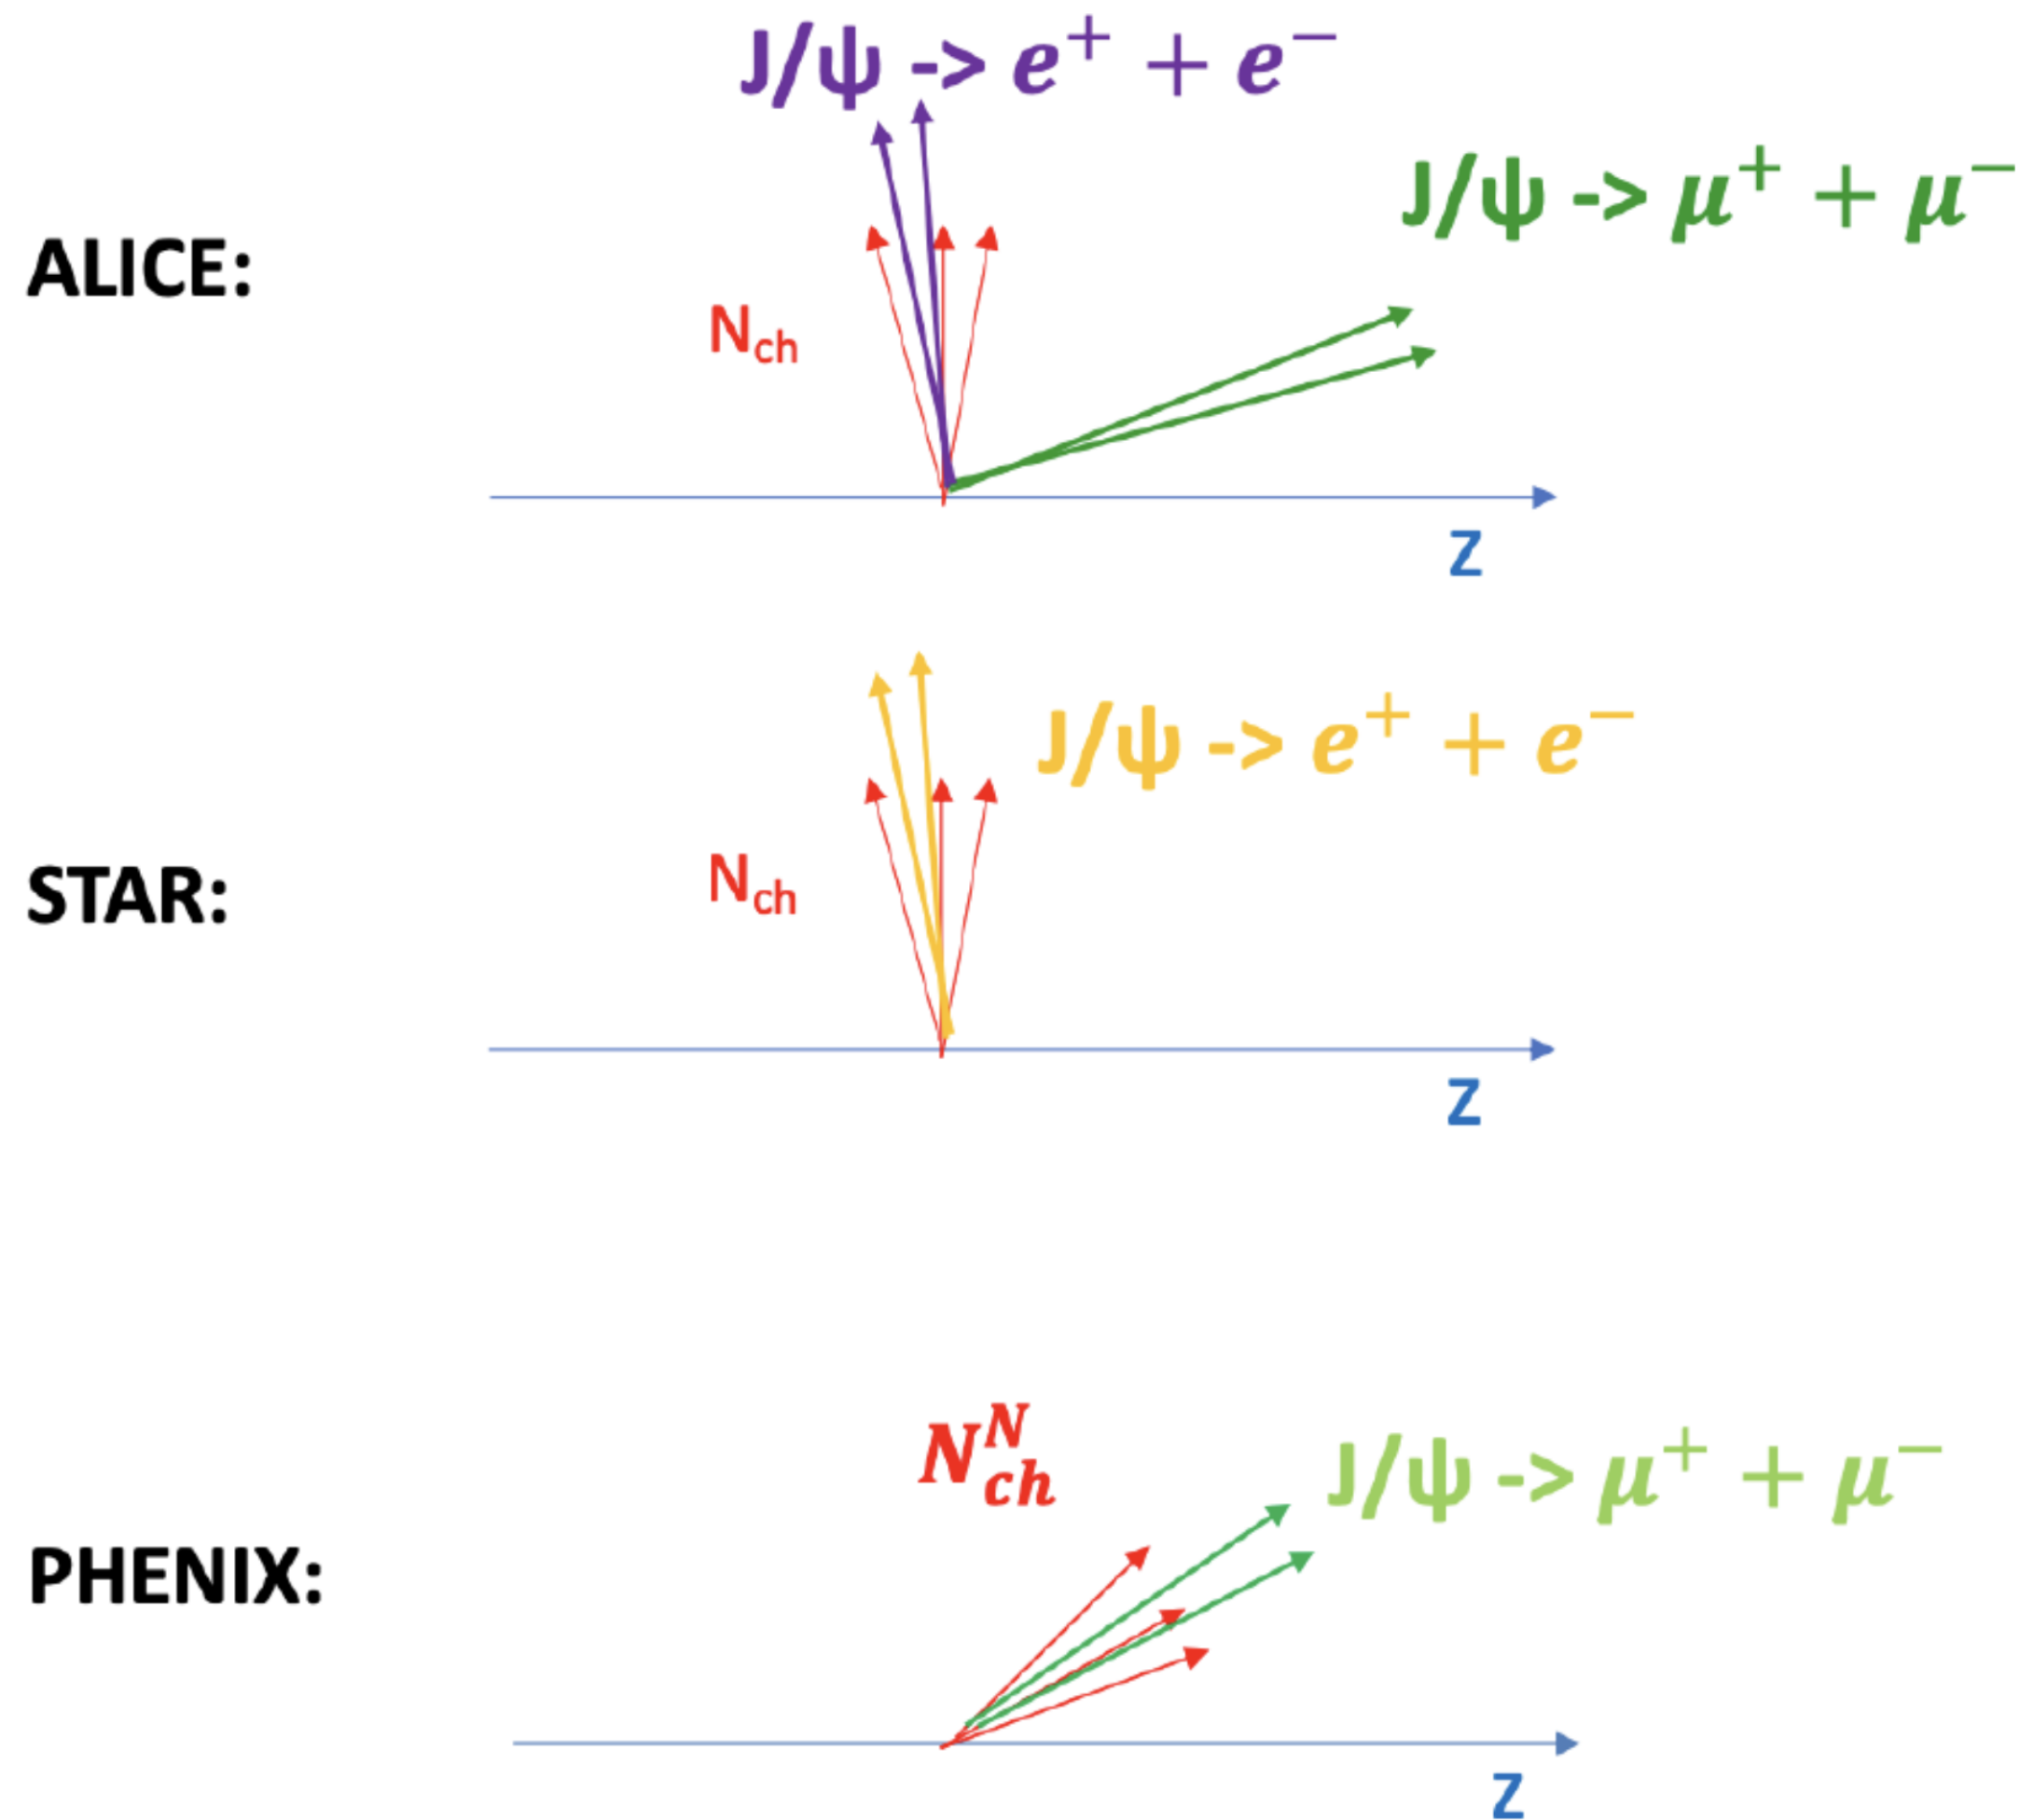 J/ψ -> e⁺ + e⁻
J/ψ -> μ⁺ + μ⁻
ALICE:
N_ch
Z
J/ψ -> e⁺ + e⁻
STAR:
N_ch
Z
N^N_ch
J/ψ -> μ⁺ + μ⁻
PHENIX:
Z